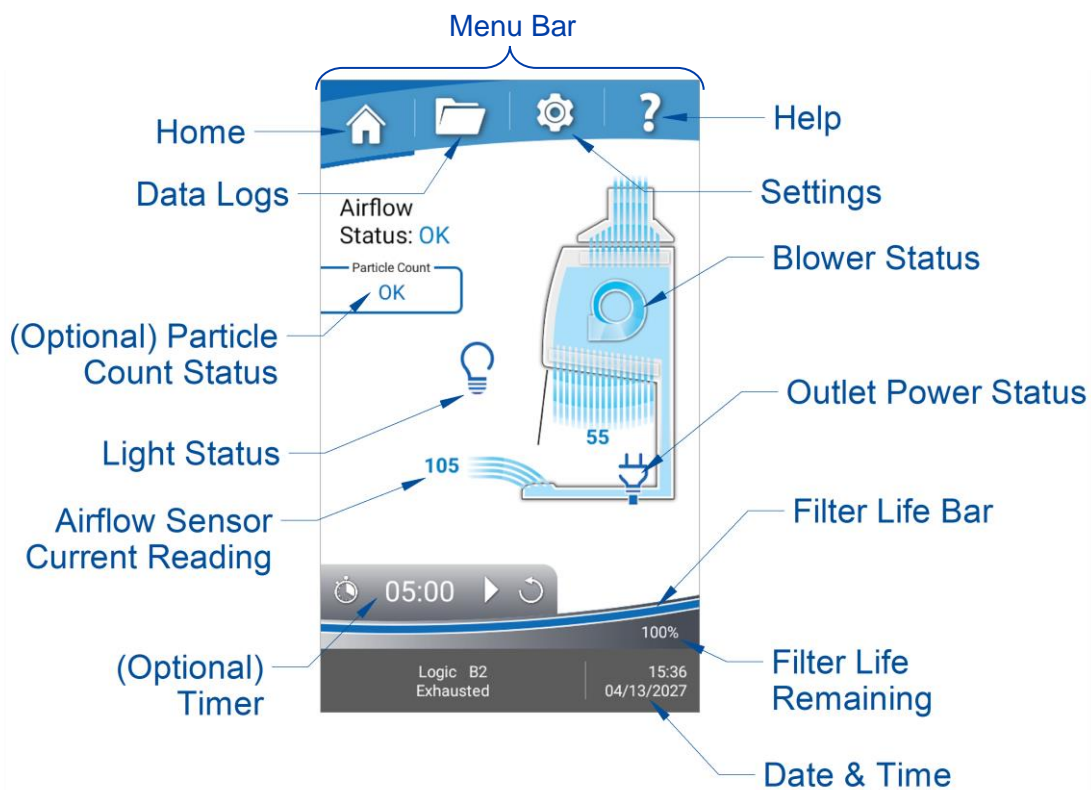 Menu Bar
?
Home
Help
Data Logs
Settings
Airflow
Status: OK
Particle Count
OK
Blower Status
(Optional) Particle
Count Status
Outlet Power Status
Light Status
55
105
Airflow Sensor
Current Reading
Filter Life Bar
05:00
100%
(Optional)
Timer
Logic B2
Exhausted
15:36
04/13/2027
Filter Life
Remaining
Date & Time